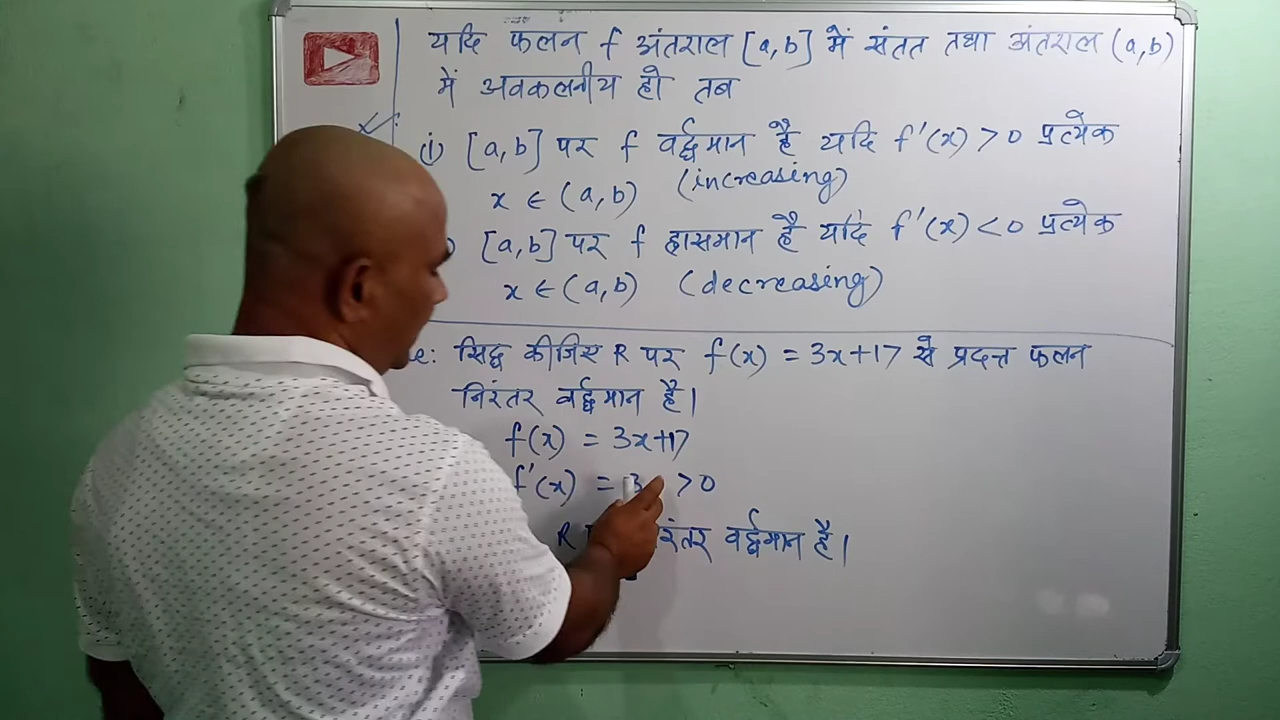 यदि फलन f अंतराल [a,b] में संतत तथा अंतराल (a,b)
में अवकलनीय हो तब
(i) [a,b] पर f वर्द्धमान है यदि f'(x) > 0 प्रत्येक
x ∈ (a,b) (increasing)
) [a,b] पर f ह्रासमान है यदि f'(x) < 0 प्रत्येक
x ∈ (a,b) (decreasing)
e: सिद्ध कीजिए R पर f(x) = 3x+17 से प्रदत्त फलन
निरंतर वर्द्धमान है।
f(x) = 3x+17
f'(x) = 3 > 0
R वर्द्धमान है।